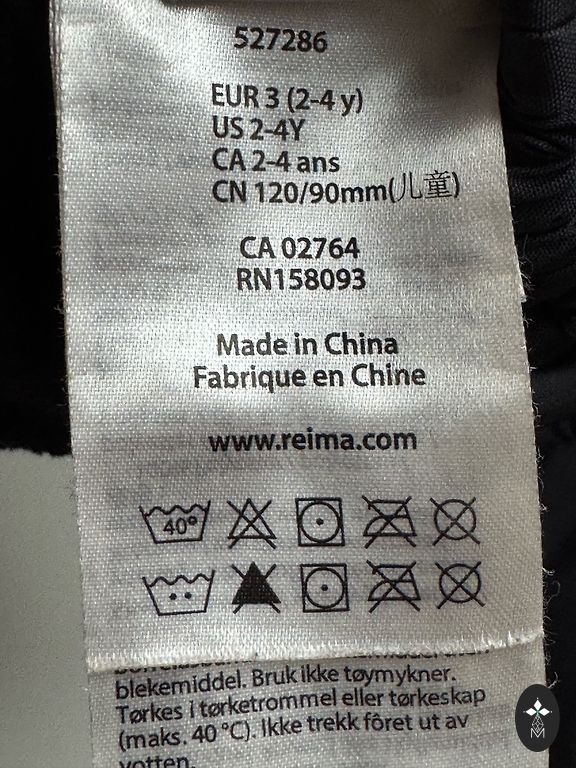 527286
EUR 3 (2-4 y)
US 2-4Y
CA 2-4 ans
CN 120/90mm(儿童)
CA 02764
RN158093
Made in China
Fabrique en Chine
www.reima.com
40°
blekemiddel. Bruk ikke tøymykner.
Tørkes i tørketrommel eller tørkeskap
(maks. 40 °C). Ikke trekk fôret ut av
votten.
M